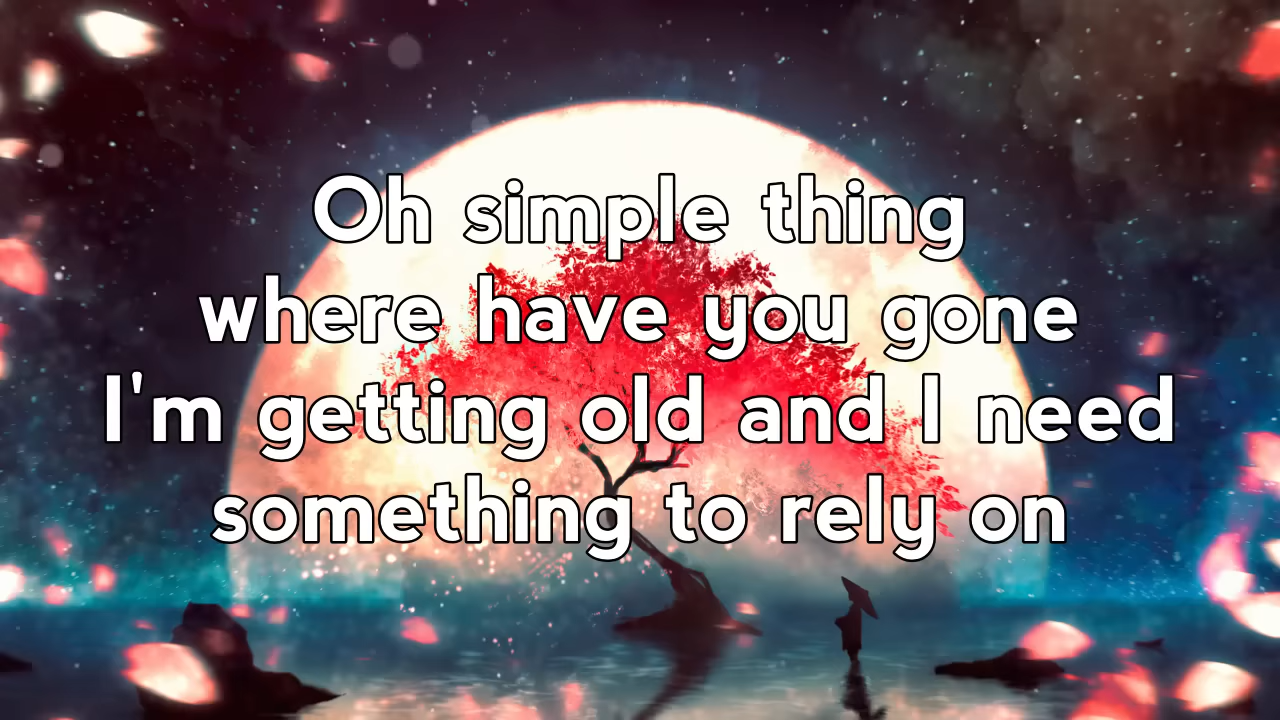 Oh simple thing
where have you gone
I'm getting old and I need
something to rely on